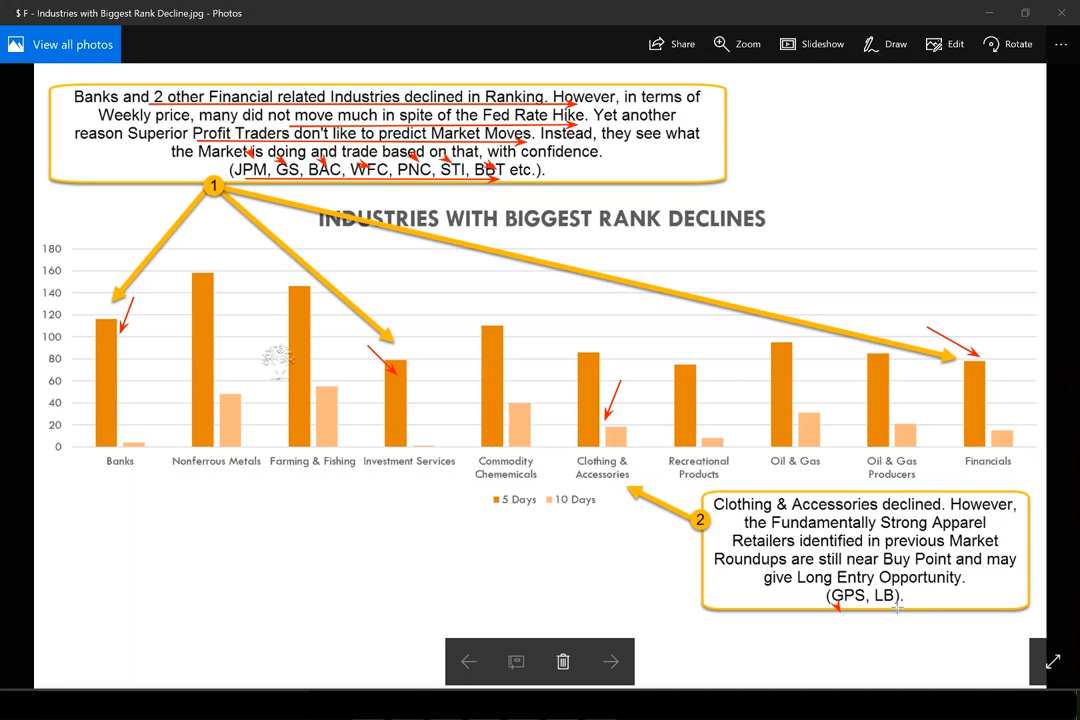 $ F - Industries with Biggest Rank Decline.jpg - Photos
View all photos
Share
Zoom
Slideshow
Draw
Edit
Rotate
Banks and 2 other Financial related Industries declined in Ranking. However, in terms of
Weekly price, many did not move much in spite of the Fed Rate Hike. Yet another
reason Superior Profit Traders don't like to predict Market Moves. Instead, they see what
the Market is doing and trade based on that, with confidence.
(JPM, GS, BAC, WFC, PNC, STI, BBT etc.).
1
INDUSTRIES WITH BIGGEST RANK DECLINES
180
160
140
120
100
80
60
40
20
0
Banks
Nonferrous Metals
Farming & Fishing
Investment Services
Commodity
Chememicals
Clothing &
Accessories
Recreational
Products
Oil & Gas
Oil & Gas
Producers
Financials
5 Days
10 Days
2
Clothing & Accessories declined. However,
the Fundamentally Strong Apparel
Retailers identified in previous Market
Roundups are still near Buy Point and may
give Long Entry Opportunity.
(GPS, LB).